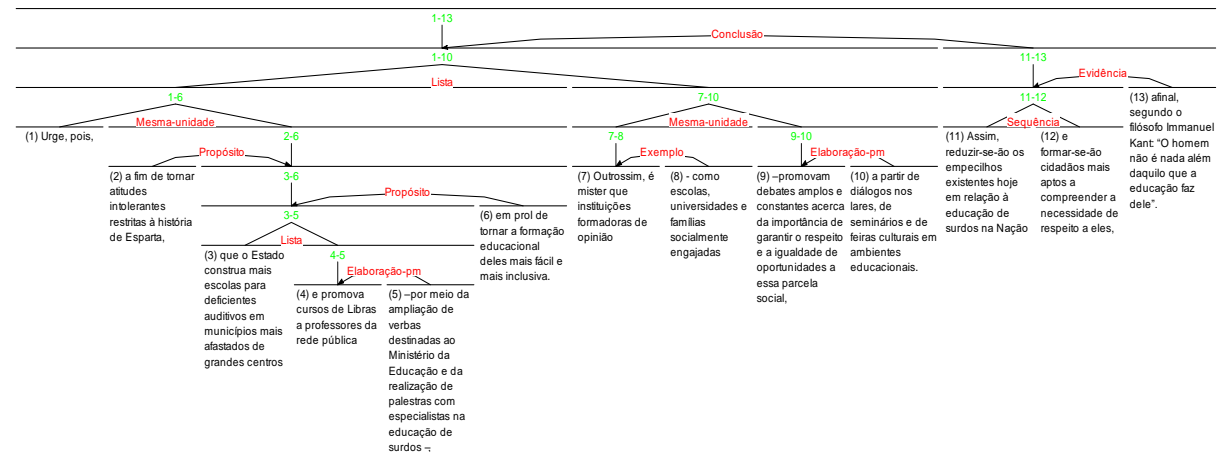 1-13
Conclusão
1-10
11-13
Lista
Evidência
1-6
7-10
11-12
(13) afinal,
segundo o
filósofo Immanuel
Kant: “O homem
não é nada além
daquilo que a
educação faz
dele”.
Mesma-unidade
Mesma-unidade
Sequência
(1) Urge, pois,
2-6
7-8
9-10
(11) Assim,
reduzir-se-ão os
empecilhos
existentes hoje
em relação à
educação de
surdos na Nação
(12) e
formar-se-ão
cidadãos mais
aptos a
compreender a
necessidade de
respeito a eles,
Propósito
Exemplo
Elaboração-pm
(2) a fim de tornar
atitudes
intolerantes
restritas à história
de Esparta,
3-6
(7) Outrossim, é
mister que
instituições
formadoras de
opinião
(8) - como
escolas,
universidades e
famílias
socialmente
engajadas
(9) –promovam
debates amplos e
constantes acerca
da importância de
garantir o respeito
e a igualdade de
oportunidades a
essa parcela
social,
(10) a partir de
diálogos nos
lares, de
seminários e de
feiras culturais em
ambientes
educacionais.
Propósito
3-5
(6) em prol de
tornar a formação
educacional
deles mais fácil e
mais inclusiva.
Lista
(3) que o Estado
construa mais
escolas para
deficientes
auditivos em
municípios mais
afastados de
grandes centros
4-5
Elaboração-pm
(4) e promova
cursos de Libras
a professores da
rede pública
(5) –por meio da
ampliação de
verbas
destinadas ao
Ministério da
Educação e da
realização de
palestras com
especialistas na
educação de
surdos –,